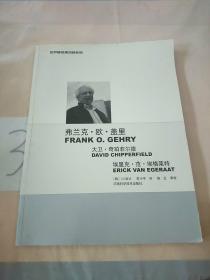 弗兰克·欧·盖里
FRANK O. GEHRY
大卫·奇珀菲尔德
DAVID CHIPPERFIELD
埃里克·范·埃格莱特
ERICK VAN EGERAAT